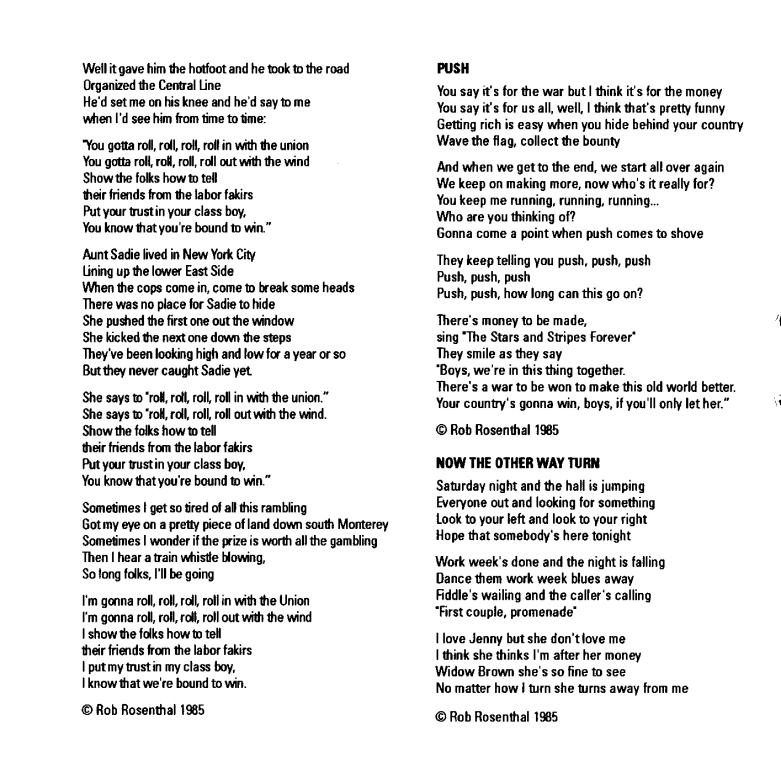 Well it gave him the hotfoot and he took to the road
Organized the Central Line
He'd set me on his knee and he'd say to me
when I'd see him from time to time:
"You gotta roll, roll, roll, roll in with the union
You gotta roll, roll, roll, roll out with the wind
Show the folks how to tell
their friends from the labor fakirs
Put your trust in your class boy,
You know that you're bound to win."
Aunt Sadie lived in New York City
Lining up the lower East Side
When the cops come in, come to break some heads
There was no place for Sadie to hide
She pushed the first one out the window
She kicked the next one down the steps
They've been looking high and low for a year or so
But they never caught Sadie yet.
She says to "roll, roll, roll, roll in with the union."
She says to "roll, roll, roll, roll out with the wind.
Show the folks how to tell
their friends from the labor fakirs
Put your trust in your class boy,
You know that you're bound to win."
Sometimes I get so tired of all this rambling
Got my eye on a pretty piece of land down south Monterey
Sometimes I wonder if the prize is worth all the gambling
Then I hear a train whistle blowing,
So long folks, I'll be going
I'm gonna roll, roll, roll, roll in with the Union
I'm gonna roll, roll, roll, roll out with the wind
I show the folks how to tell
their friends from the labor fakirs
I put my trust in my class boy,
I know that we're bound to win.
© Rob Rosenthal 1985
PUSH
You say it's for the war but I think it's for the money
You say it's for us all, well, I think that's pretty funny
Getting rich is easy when you hide behind your country
Wave the flag, collect the bounty
And when we get to the end, we start all over again
We keep on making more, now who's it really for?
You keep me running, running, running...
Who are you thinking of?
Gonna come a point when push comes to shove
They keep telling you push, push, push
Push, push, push
Push, push, how long can this go on?
There's money to be made,
sing "The Stars and Stripes Forever"
They smile as they say
"Boys, we're in this thing together.
There's a war to be won to make this old world better.
Your country's gonna win, boys, if you'll only let her."
© Rob Rosenthal 1985
NOW THE OTHER WAY TURN
Saturday night and the hall is jumping
Everyone out and looking for something
Look to your left and look to your right
Hope that somebody's here tonight
Work week's done and the night is falling
Dance them work week blues away
Fiddle's wailing and the caller's calling
"First couple, promenade"
I love Jenny but she don't love me
I think she thinks I'm after her money
Widow Brown she's so fine to see
No matter how I turn she turns away from me
© Rob Rosenthal 1985